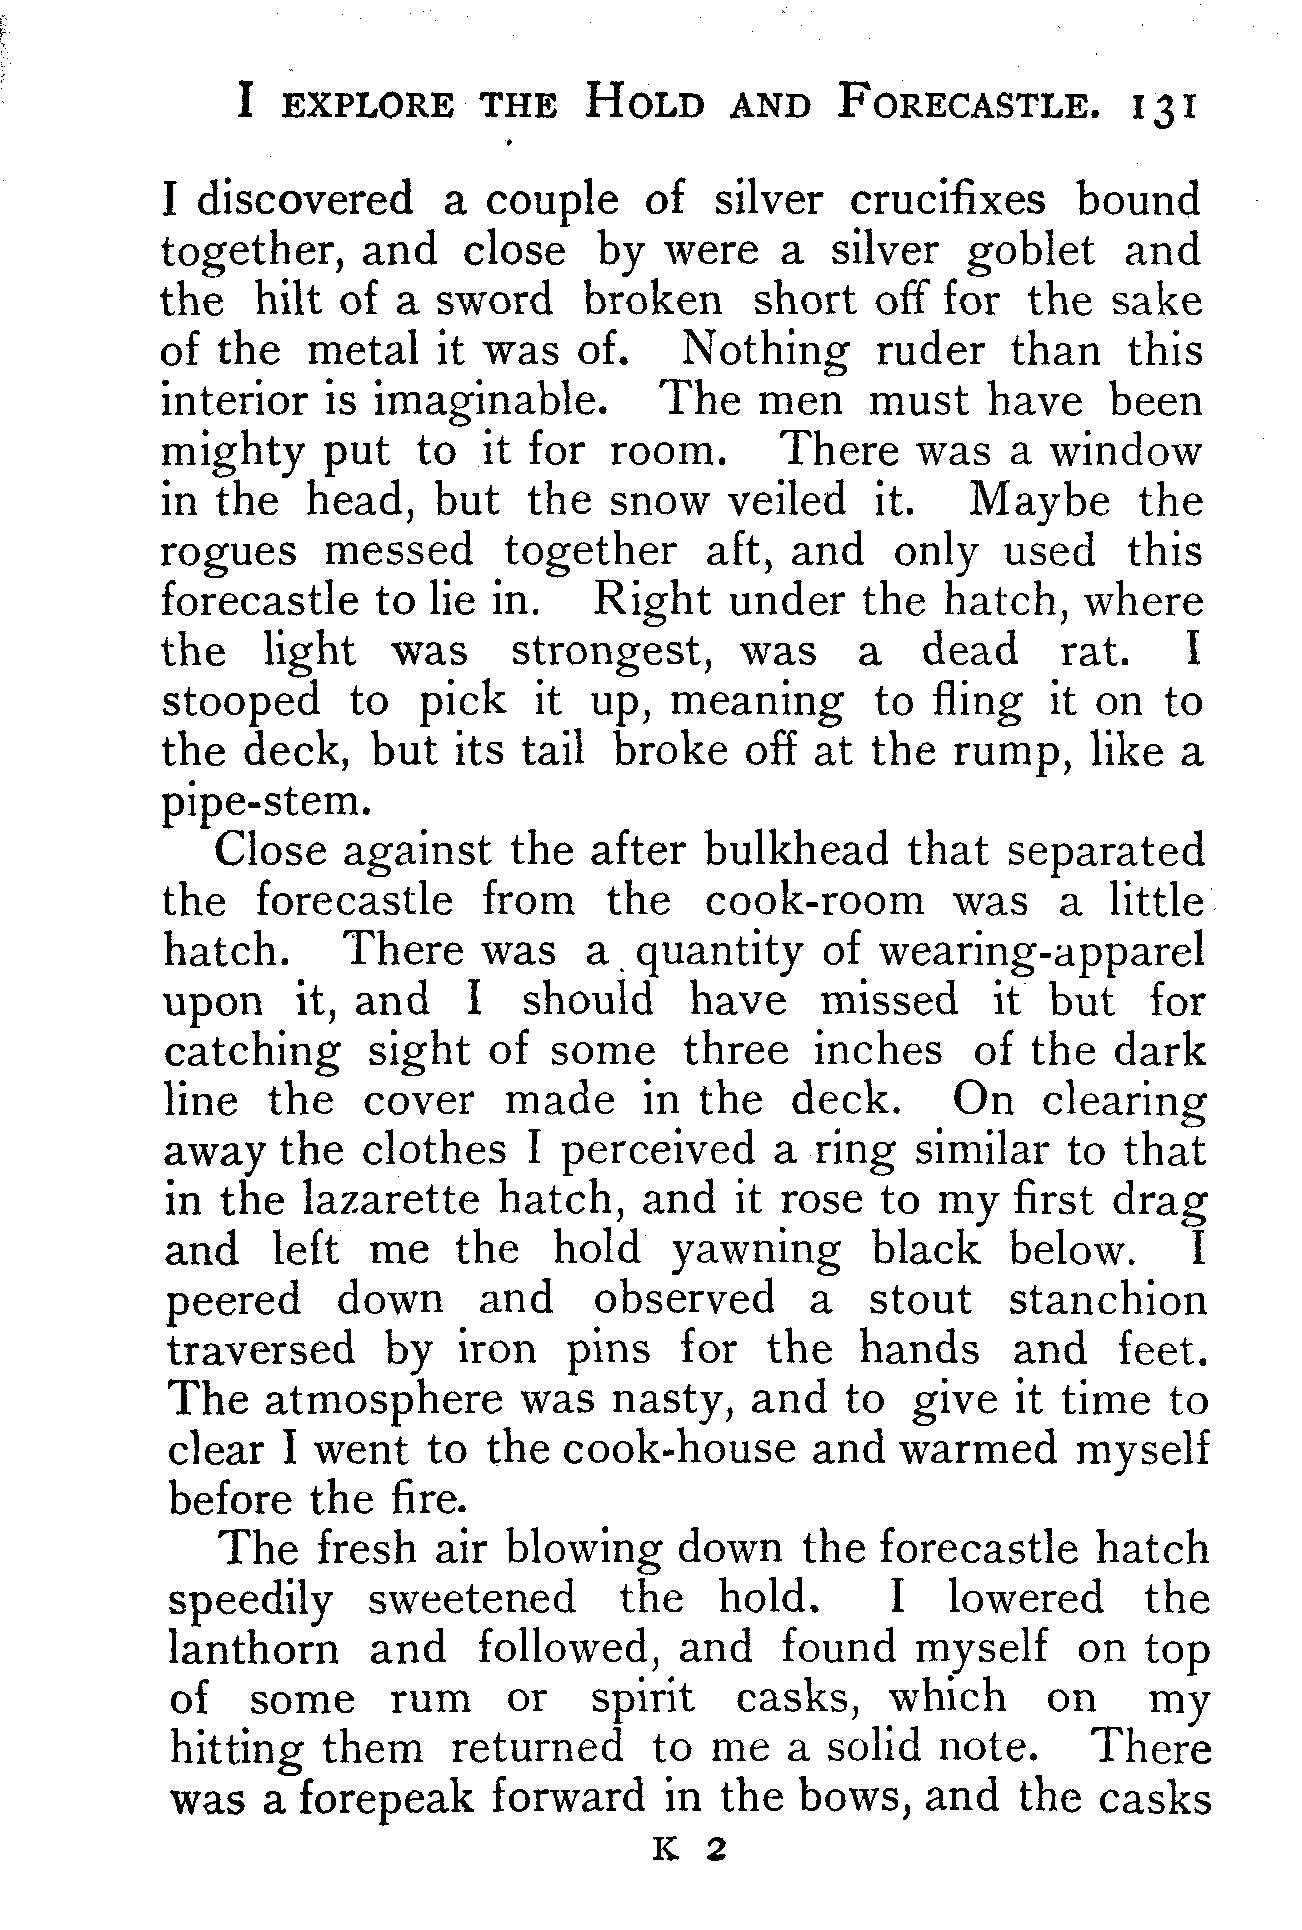 I EXPLORE THE HOLD AND FORECASTLE. 131
I discovered a couple of silver crucifixes bound
together, and close by were a silver goblet and
the hilt of a sword broken short off for the sake
of the metal it was of. Nothing ruder than this
interior is imaginable. The men must have been
mighty put to it for room. There was a window
in the head, but the snow veiled it. Maybe the
rogues messed together aft, and only used this
forecastle to lie in. Right under the hatch, where
the light was strongest, was a dead rat. I
stooped to pick it up, meaning to fling it on to
the deck, but its tail broke off at the rump, like a
pipe-stem.
Close against the after bulkhead that separated
the forecastle from the cook-room was a little
hatch. There was a quantity of wearing-apparel
upon it, and I should have missed it but for
catching sight of some three inches of the dark
line the cover made in the deck. On clearing
away the clothes I perceived a ring similar to that
in the lazarette hatch, and it rose to my first drag
and left me the hold yawning black below. I
peered down and observed a stout stanchion
traversed by iron pins for the hands and feet.
The atmosphere was nasty, and to give it time to
clear I went to the cook-house and warmed myself
before the fire.
The fresh air blowing down the forecastle hatch
speedily sweetened the hold. I lowered the
lanthorn and followed, and found myself on top
of some rum or spirit casks, which on my
hitting them returned to me a solid note. There
was a forepeak forward in the bows, and the casks
K 2